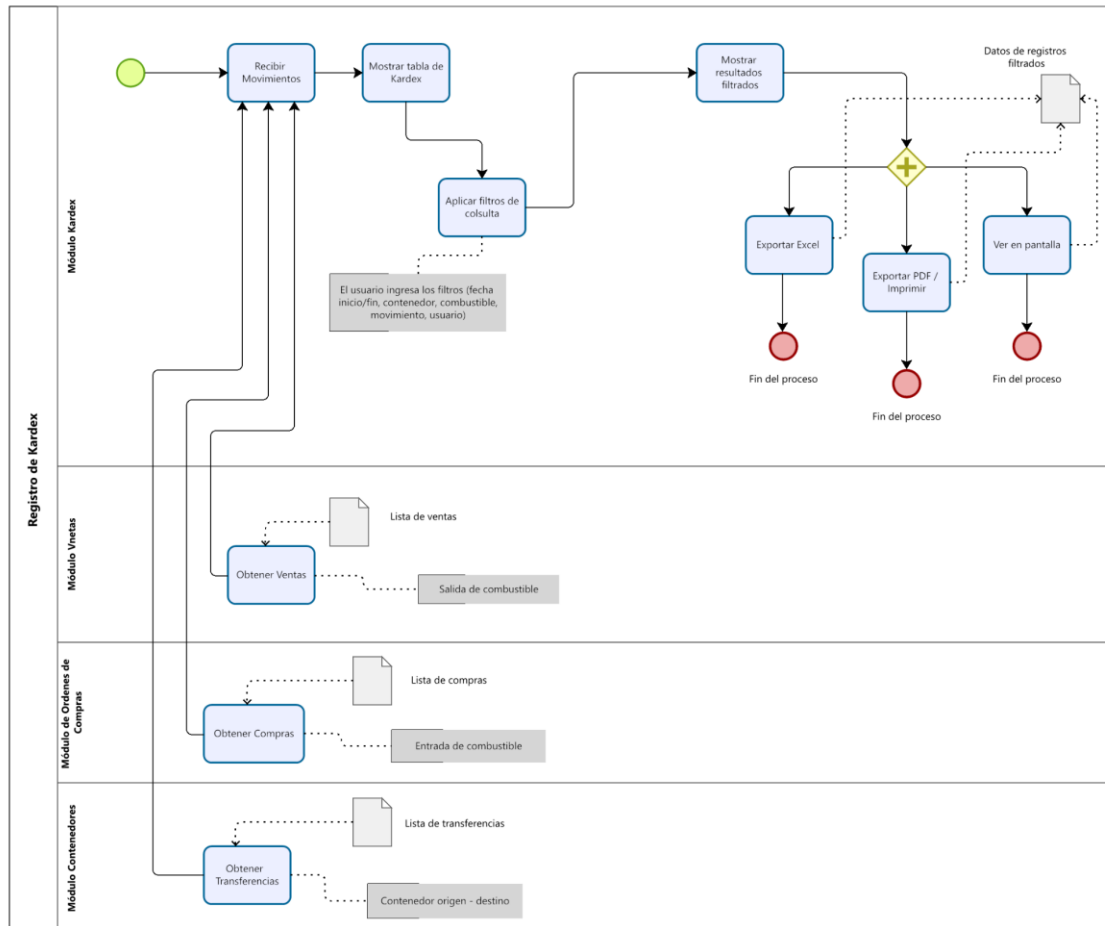 Registro de Kardex
Módulo Kardex
Recibir
Movimientos
Mostrar tabla de
Kardex
Aplicar filtros de
colsulta
El usuario ingresa los filtros (fecha
inicio/fin, contenedor, combustible,
movimiento, usuario)
Mostrar
resultados
filtrados
Datos de registros
filtrados
Exportar Excel
Exportar PDF /
Imprimir
Ver en pantalla
Fin del proceso
Fin del proceso
Fin del proceso
Módulo Vnetas
Lista de ventas
Obtener Ventas
Salida de combustible
Módulo de Ordenes de
Compras
Lista de compras
Obtener Compras
Entrada de combustible
Módulo Contenedores
Lista de transferencias
Obtener
Transferencias
Contenedor origen - destino